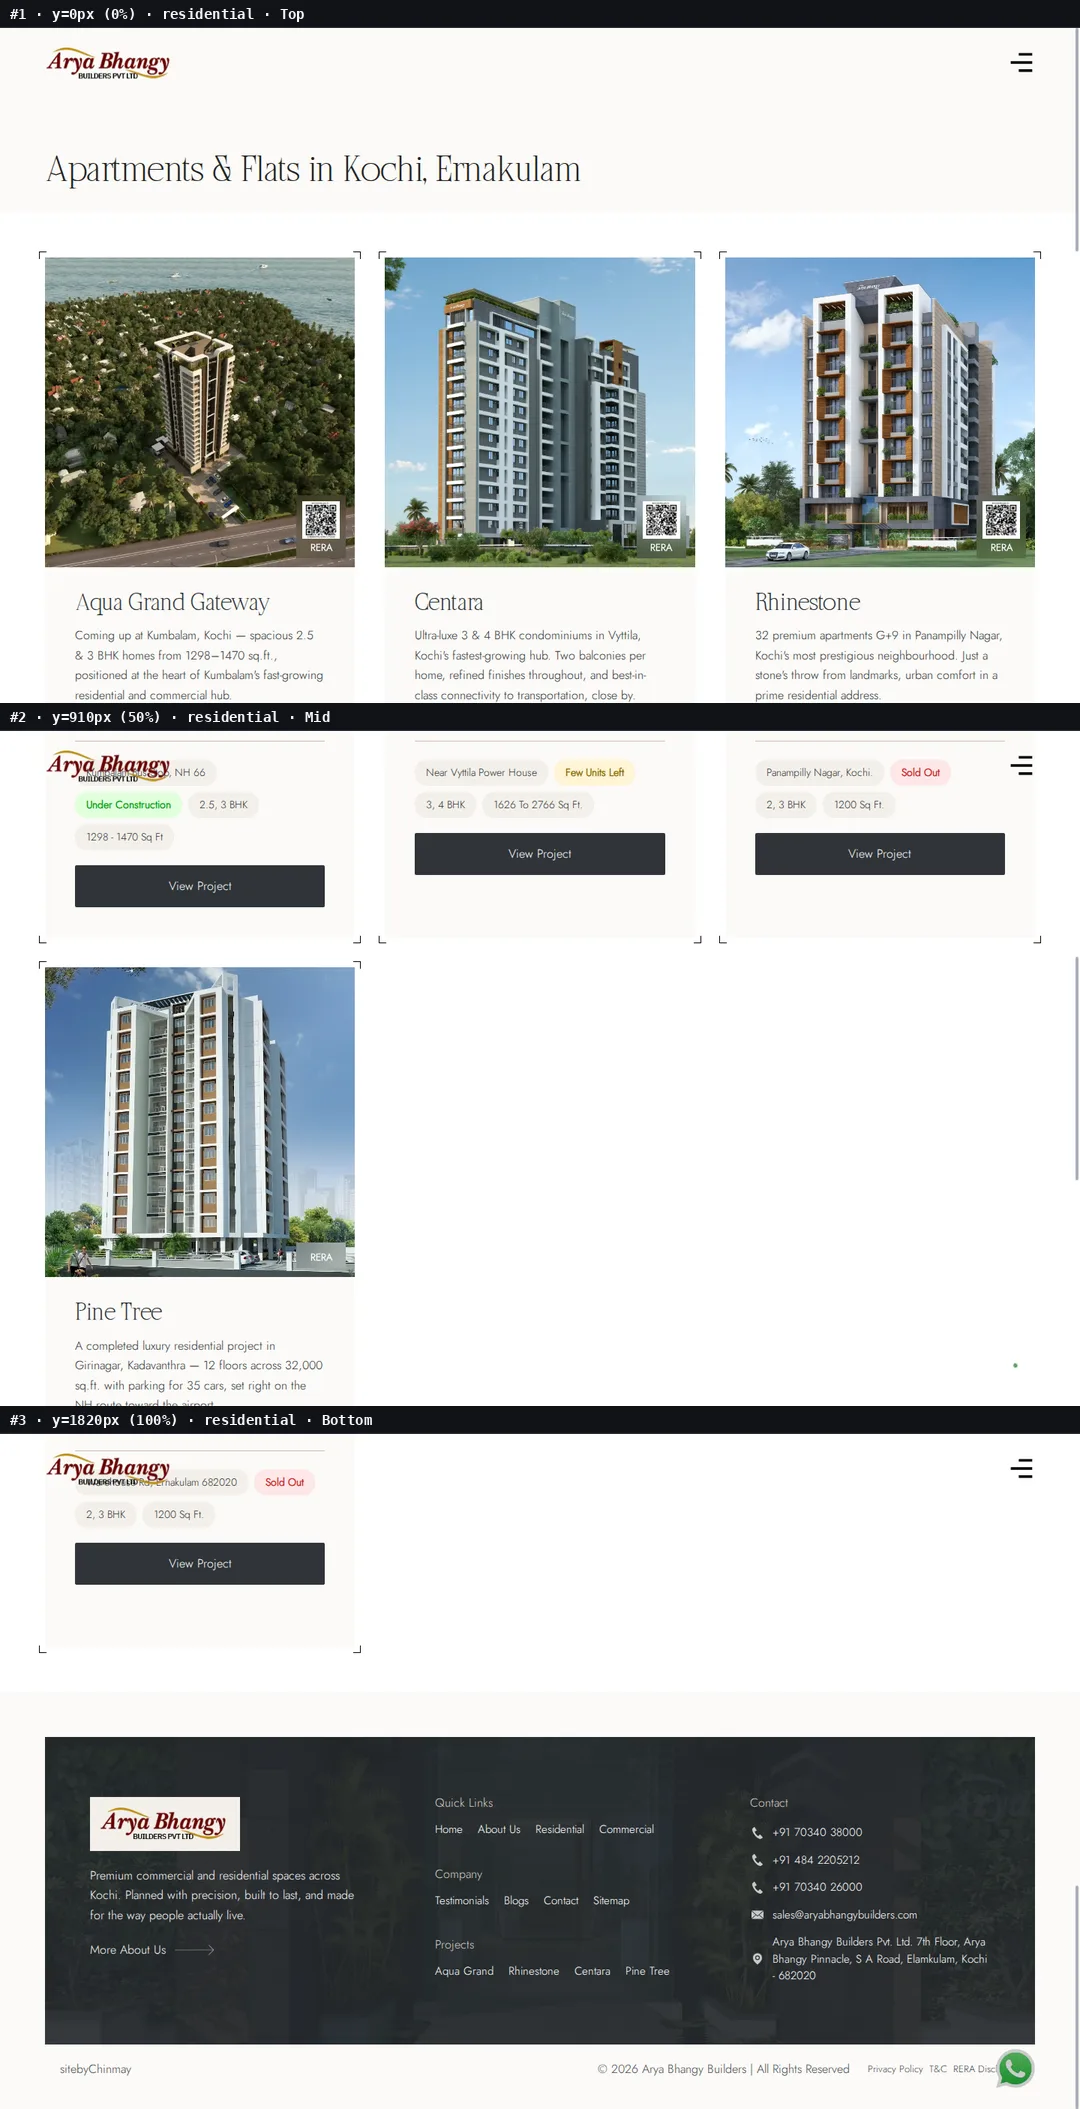 #1 · y=0px (0%) · residential · Top
Arya Bhangy
BUILDERS PVT LTD
Apartments & Flats in Kochi, Ernakulam
RERA
RERA
RERA
Aqua Grand Gateway
Coming up at Kumbalam, Kochi — spacious 2.5
& 3 BHK homes from 1298–1470 sq.ft.,
positioned at the heart of Kumbalam's fast-growing
residential and commercial hub.
Centara
Ultra-luxe 3 & 4 BHK condominiums in Vyttila,
Kochi's fastest-growing hub. Two balconies per
home, refined finishes throughout, and best-in-
class connectivity to transportation, close by.
Rhinestone
32 premium apartments G+9 in Panampilly Nagar,
Kochi's most prestigious neighbourhood. Just a
stone's throw from landmarks, urban comfort in a
prime residential address.
#2 · y=910px (50%) · residential · Mid
Arya Bhangy
BUILDERS PVT LTD
NH 66
Under Construction
2.5, 3 BHK
1298 - 1470 Sq Ft
View Project
Near Vyttila Power House
Few Units Left
3, 4 BHK
1626 To 2766 Sq Ft.
View Project
Panampilly Nagar, Kochi.
Sold Out
2, 3 BHK
1200 Sq Ft.
View Project
RERA
Pine Tree
A completed luxury residential project in
Girinagar, Kadavanthra — 12 floors across 32,000
sq.ft. with parking for 35 cars, set right on the
NH route toward the airport.
#3 · y=1820px (100%) · residential · Bottom
Arya Bhangy
BUILDERS PVT LTD
Rd, Ernakulam 682020
Sold Out
2, 3 BHK
1200 Sq Ft.
View Project
Arya Bhangy
BUILDERS PVT LTD
Premium commercial and residential spaces across
Kochi. Planned with precision, built to last, and made
for the way people actually live.
More About Us
Quick Links
Home About Us Residential Commercial
Company
Testimonials Blogs Contact Sitemap
Projects
Aqua Grand Rhinestone Centara Pine Tree
Contact
+91 70340 38000
+91 484 2205212
+91 70340 26000
sales@aryabhangybuilders.com
Arya Bhangy Builders Pvt. Ltd. 7th Floor, Arya
Bhangy Pinnacle, S A Road, Elamkulam, Kochi
- 682020
sitebyChinmay
© 2026 Arya Bhangy Builders | All Rights Reserved
Privacy Policy T&C RERA